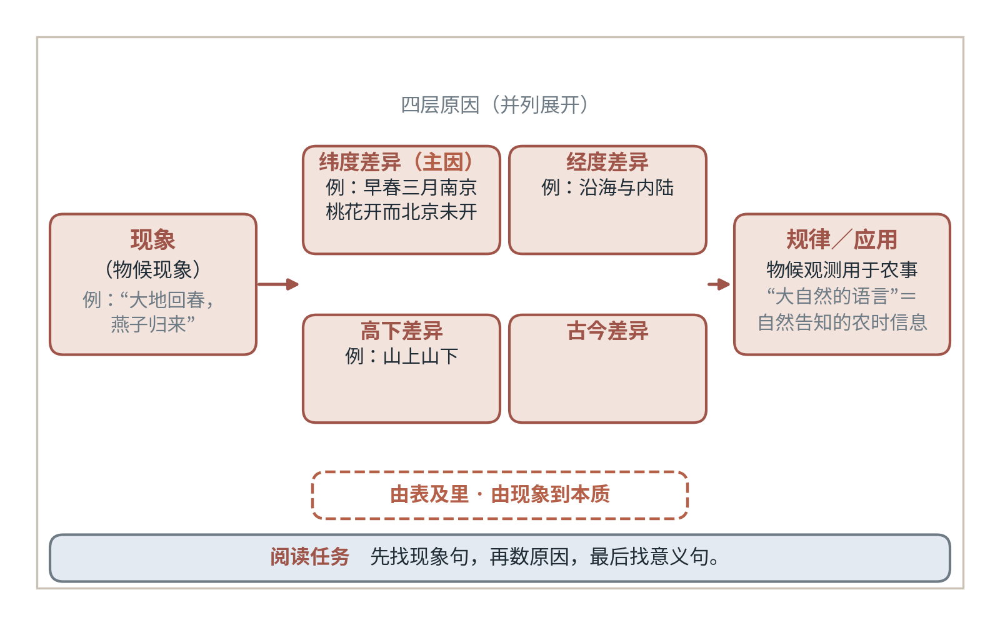 四层原因（并列展开）
现象
（物候现象）
例：“大地回春，
燕子归来”
纬度差异（主因）
例：早春三月南京
桃花开而北京未开
经度差异
例：沿海与内陆
高下差异
例：山上山下
古今差异
规律／应用
物候观测用于农事
“大自然的语言”＝
自然告知的农时信息
由表及里·由现象到本质
阅读任务　先找现象句，再数原因，最后找意义句。